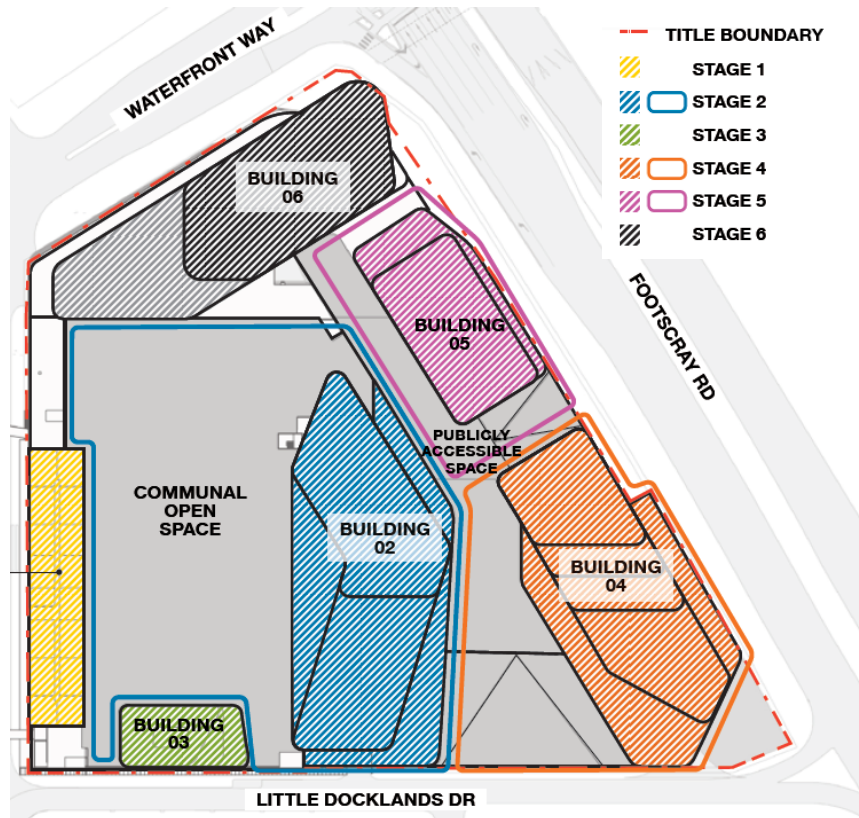 WATERFRONT WAY
TITLE BOUNDARY
STAGE 1
STAGE 2
STAGE 3
STAGE 4
STAGE 5
STAGE 6
BUILDING
06
FOOTSCRAY RD
BUILDING
05
PUBLICLY
ACCESSIBLE
SPACE
COMMUNAL
OPEN
SPACE
BUILDING
02
BUILDING
04
BUILDING
03
LITTLE DOCKLANDS DR